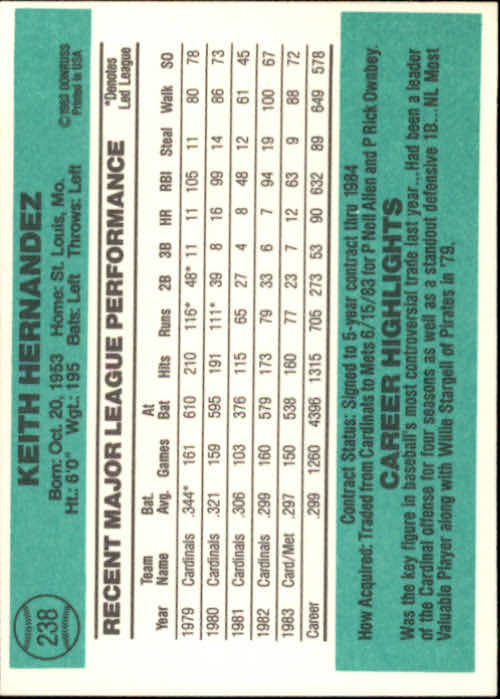 238
KEITH HERNANDEZ
Born: Oct. 20, 1953 Home: St. Louis, Mo.
Ht.: 6'0" Wgt.: 195 Bats: Left Throws: Left
© 1983 DONRUSS
Printed in USA
RECENT MAJOR LEAGUE PERFORMANCE
*Denotes
Led League
Year Team Name Bat. Avg. Games At Bat Hits Runs 2B 3B HR RBI Steal Walk SO
1979 Cardinals .344* 161 610 210 116* 48* 11 11 105 11 80 78
1980 Cardinals .321 159 595 191 111* 39 8 16 99 14 86 73
1981 Cardinals .306 103 376 115 65 27 4 8 48 12 61 45
1982 Cardinals .299 160 579 173 79 33 6 7 94 19 100 67
1983 Card/Met .297 150 538 160 77 23 7 12 63 9 88 72
Career .299 1260 4396 1315 705 273 53 90 632 89 649 578
Contract Status: Signed to 5-year contract thru 1984
How Acquired: Traded from Cardinals to Mets 6/15/83 for P Neil Allen and P Rick Ownbey.
CAREER HIGHLIGHTS
Was the key figure in baseball's most controversial trade last year...Had been a leader
of the Cardinal offense for four seasons as well as a standout defensive 1B...NL Most
Valuable Player along with Willie Stargell of Pirates in '79.